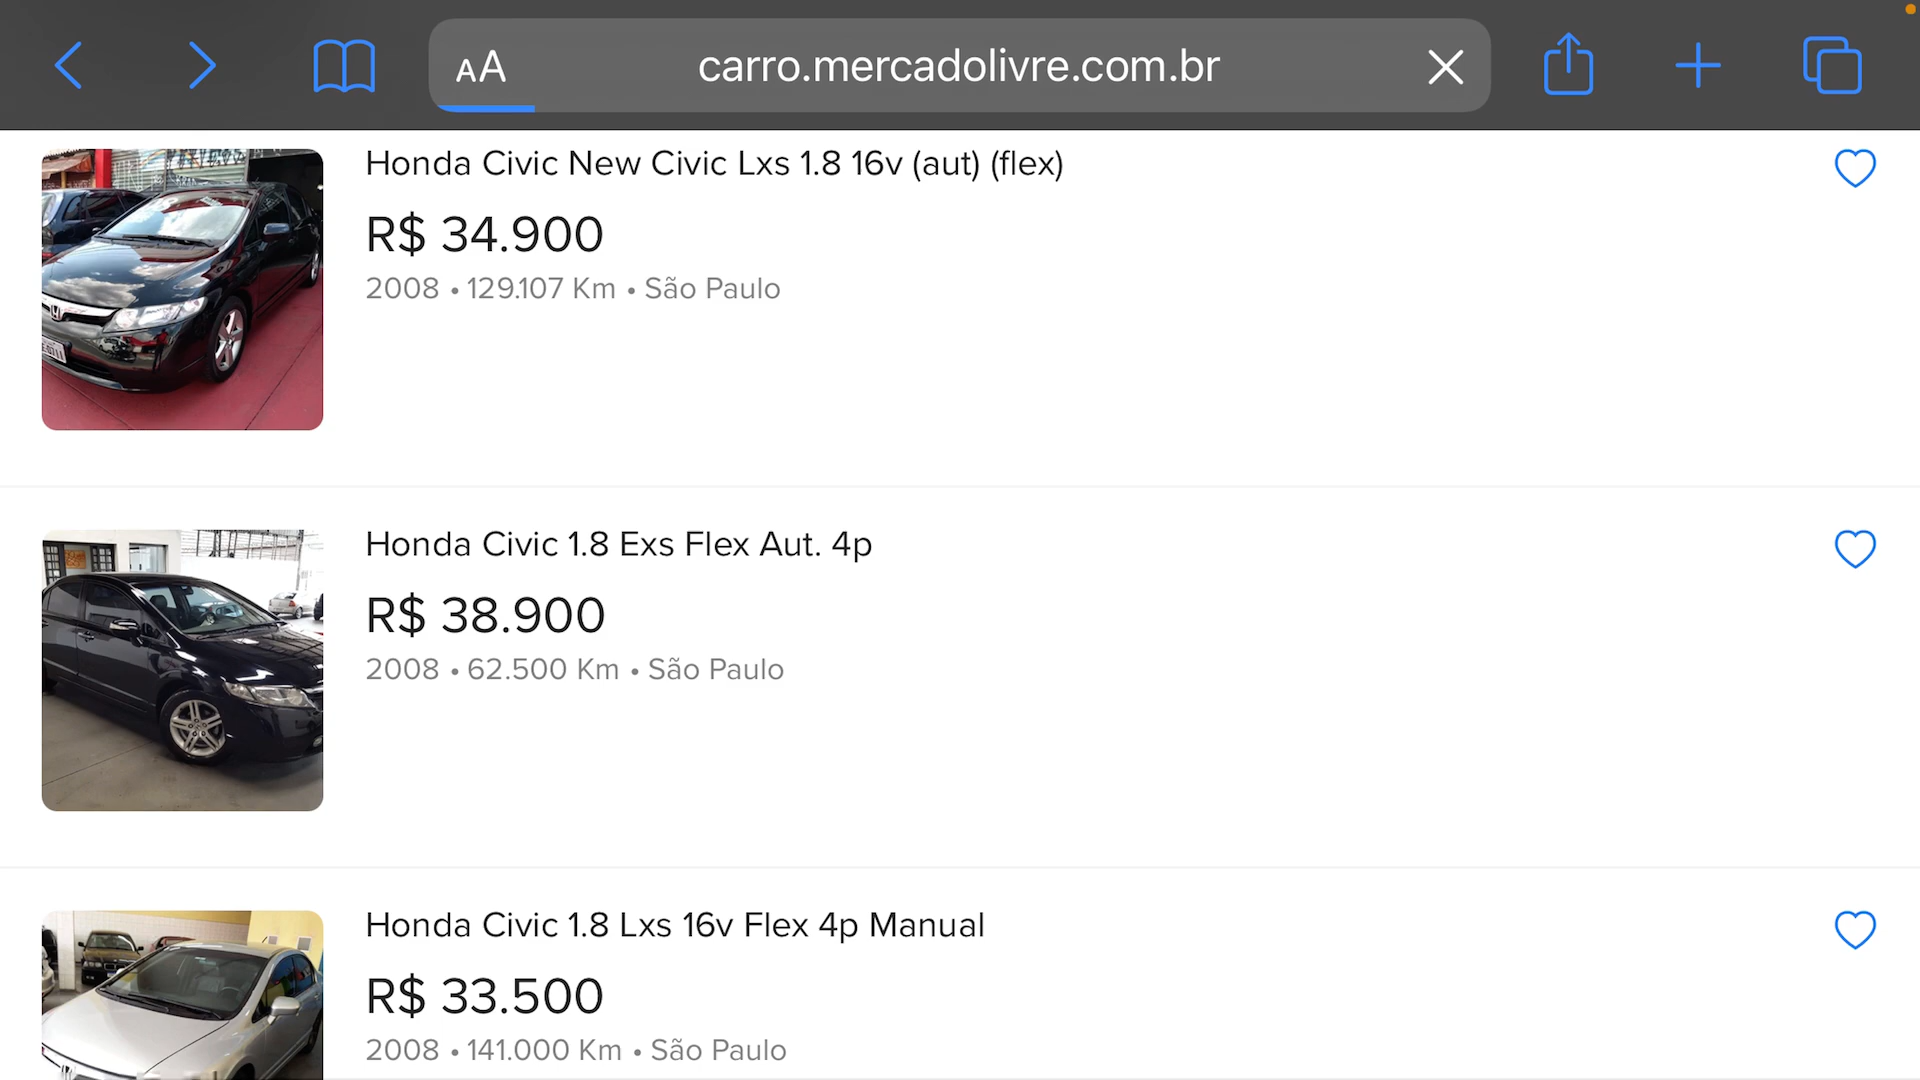 AA
carro.mercadolivre.com.br
Honda Civic New Civic Lxs 1.8 16v (aut) (flex)
R$ 34.900
2008 • 129.107 Km • São Paulo
Honda Civic 1.8 Exs Flex Aut. 4p
R$ 38.900
2008 • 62.500 Km • São Paulo
Honda Civic 1.8 Lxs 16v Flex 4p Manual
R$ 33.500
2008 • 141.000 Km • São Paulo